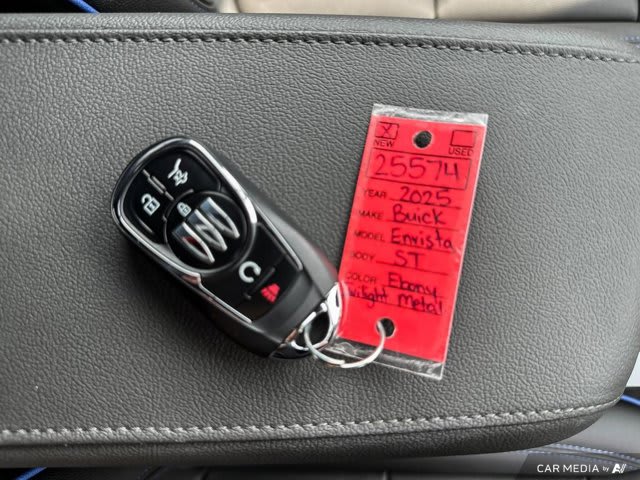 X
NEW USED
25574
YEAR 2025
MAKE Buick
MODEL Envista
BODY ST
COLOR Ebony
Twilight Metal
CAR MEDIA by